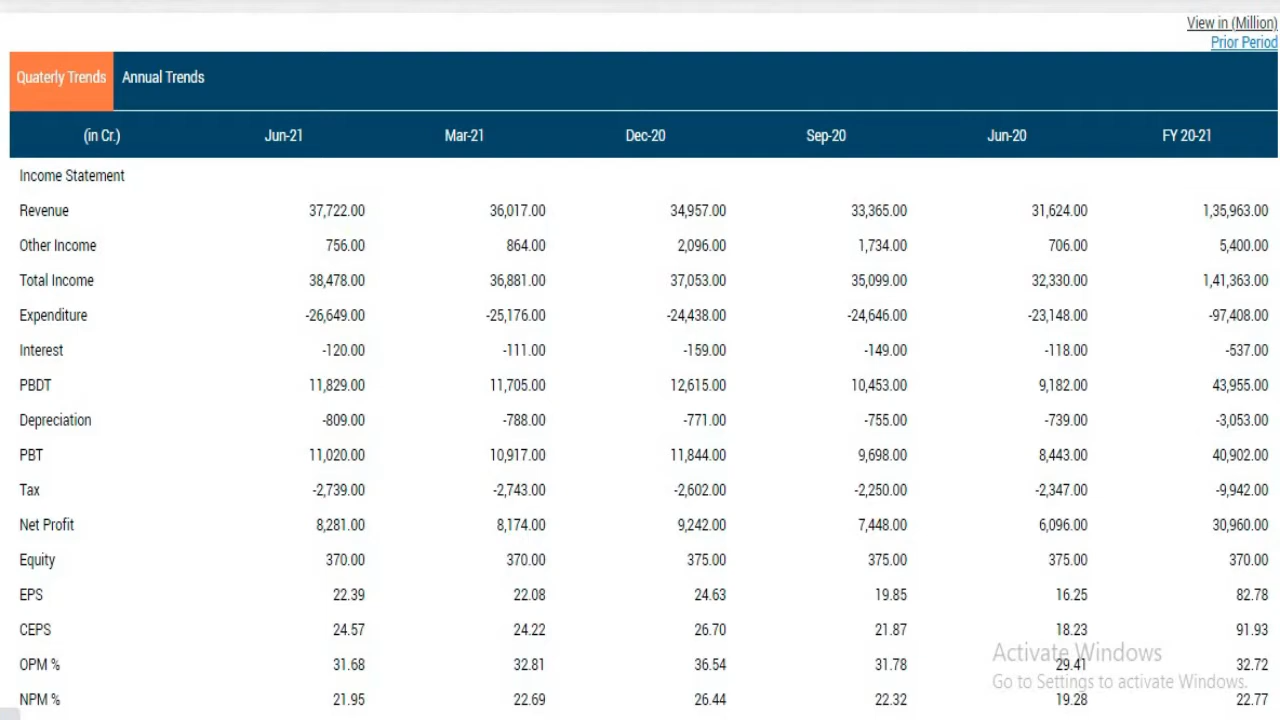 View in (Million)
Prior Period
Quaterly Trends Annual Trends
(in Cr.) Jun-21 Mar-21 Dec-20 Sep-20 Jun-20 FY 20-21
Income Statement
Revenue 37,722.00 36,017.00 34,957.00 33,365.00 31,624.00 1,35,963.00
Other Income 756.00 864.00 2,096.00 1,734.00 706.00 5,400.00
Total Income 38,478.00 36,881.00 37,053.00 35,099.00 32,330.00 1,41,363.00
Expenditure -26,649.00 -25,176.00 -24,438.00 -24,646.00 -23,148.00 -97,408.00
Interest -120.00 -111.00 -159.00 -149.00 -118.00 -537.00
PBDT 11,829.00 11,705.00 12,615.00 10,453.00 9,182.00 43,955.00
Depreciation -809.00 -788.00 -771.00 -755.00 -739.00 -3,053.00
PBT 11,020.00 10,917.00 11,844.00 9,698.00 8,443.00 40,902.00
Tax -2,739.00 -2,743.00 -2,602.00 -2,250.00 -2,347.00 -9,942.00
Net Profit 8,281.00 8,174.00 9,242.00 7,448.00 6,096.00 30,960.00
Equity 370.00 370.00 375.00 375.00 375.00 370.00
EPS 22.39 22.08 24.63 19.85 16.25 82.78
CEPS 24.57 24.22 26.70 21.87 18.23 91.93
Activate Windows
OPM % 31.68 32.81 36.54 31.78 29.41 32.72
Go to Settings to activate Windows.
NPM % 21.95 22.69 26.44 22.32 19.28 22.77